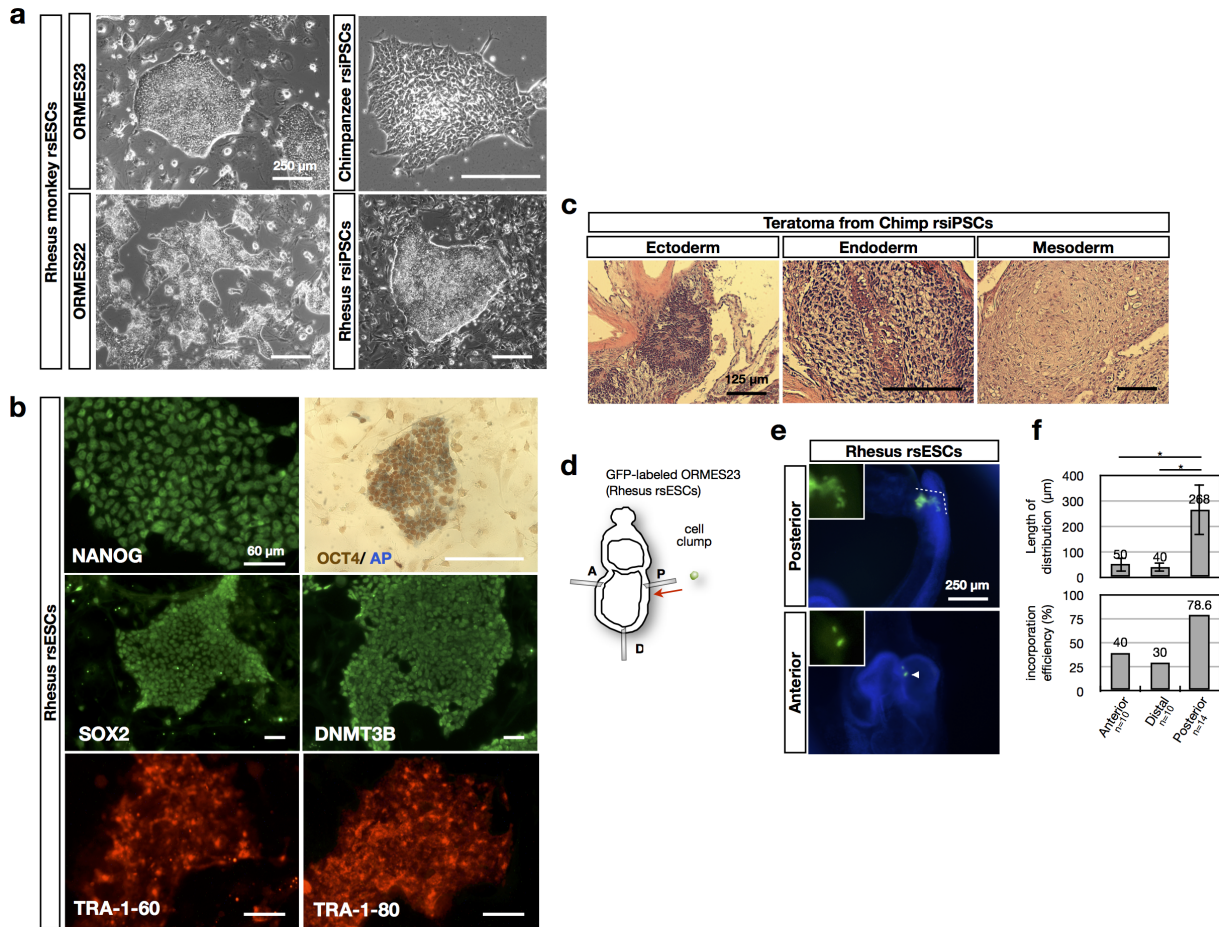 a
Rhesus monkey rsESCs
ORMES23
250 µm
Chimpanzee rsiPSCs
ORMES22
Rhesus rsiPSCs
b
Rhesus rsESCs
NANOG
60 µm
OCT4/ AP
SOX2
DNMT3B
TRA-1-60
TRA-1-80
c
Teratoma from Chimp rsiPSCs
Ectoderm
Endoderm
Mesoderm
125 µm
d
GFP-labeled ORMES23
(Rhesus rsESCs)
cell
clump
A
P
D
e
Rhesus rsESCs
Posterior
250 µm
Anterior
f
Length of
distribution (µm)
400
300
200
100
0
50
40
268
*
*
incorporation
efficiency (%)
100
75
50
25
0
40
30
78.6
Anterior
n=10
Distal
n=10
Posterior
n=14